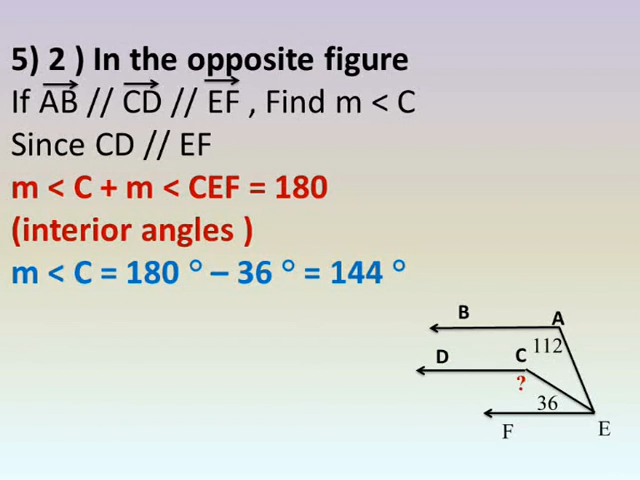 5) 2 ) In the opposite figure
If AB // CD // EF , Find m < C
Since CD // EF
m < C + m < CEF = 180
(interior angles )
m < C = 180 ° – 36 ° = 144 °
B
A
112
D
C
?
36
F
E